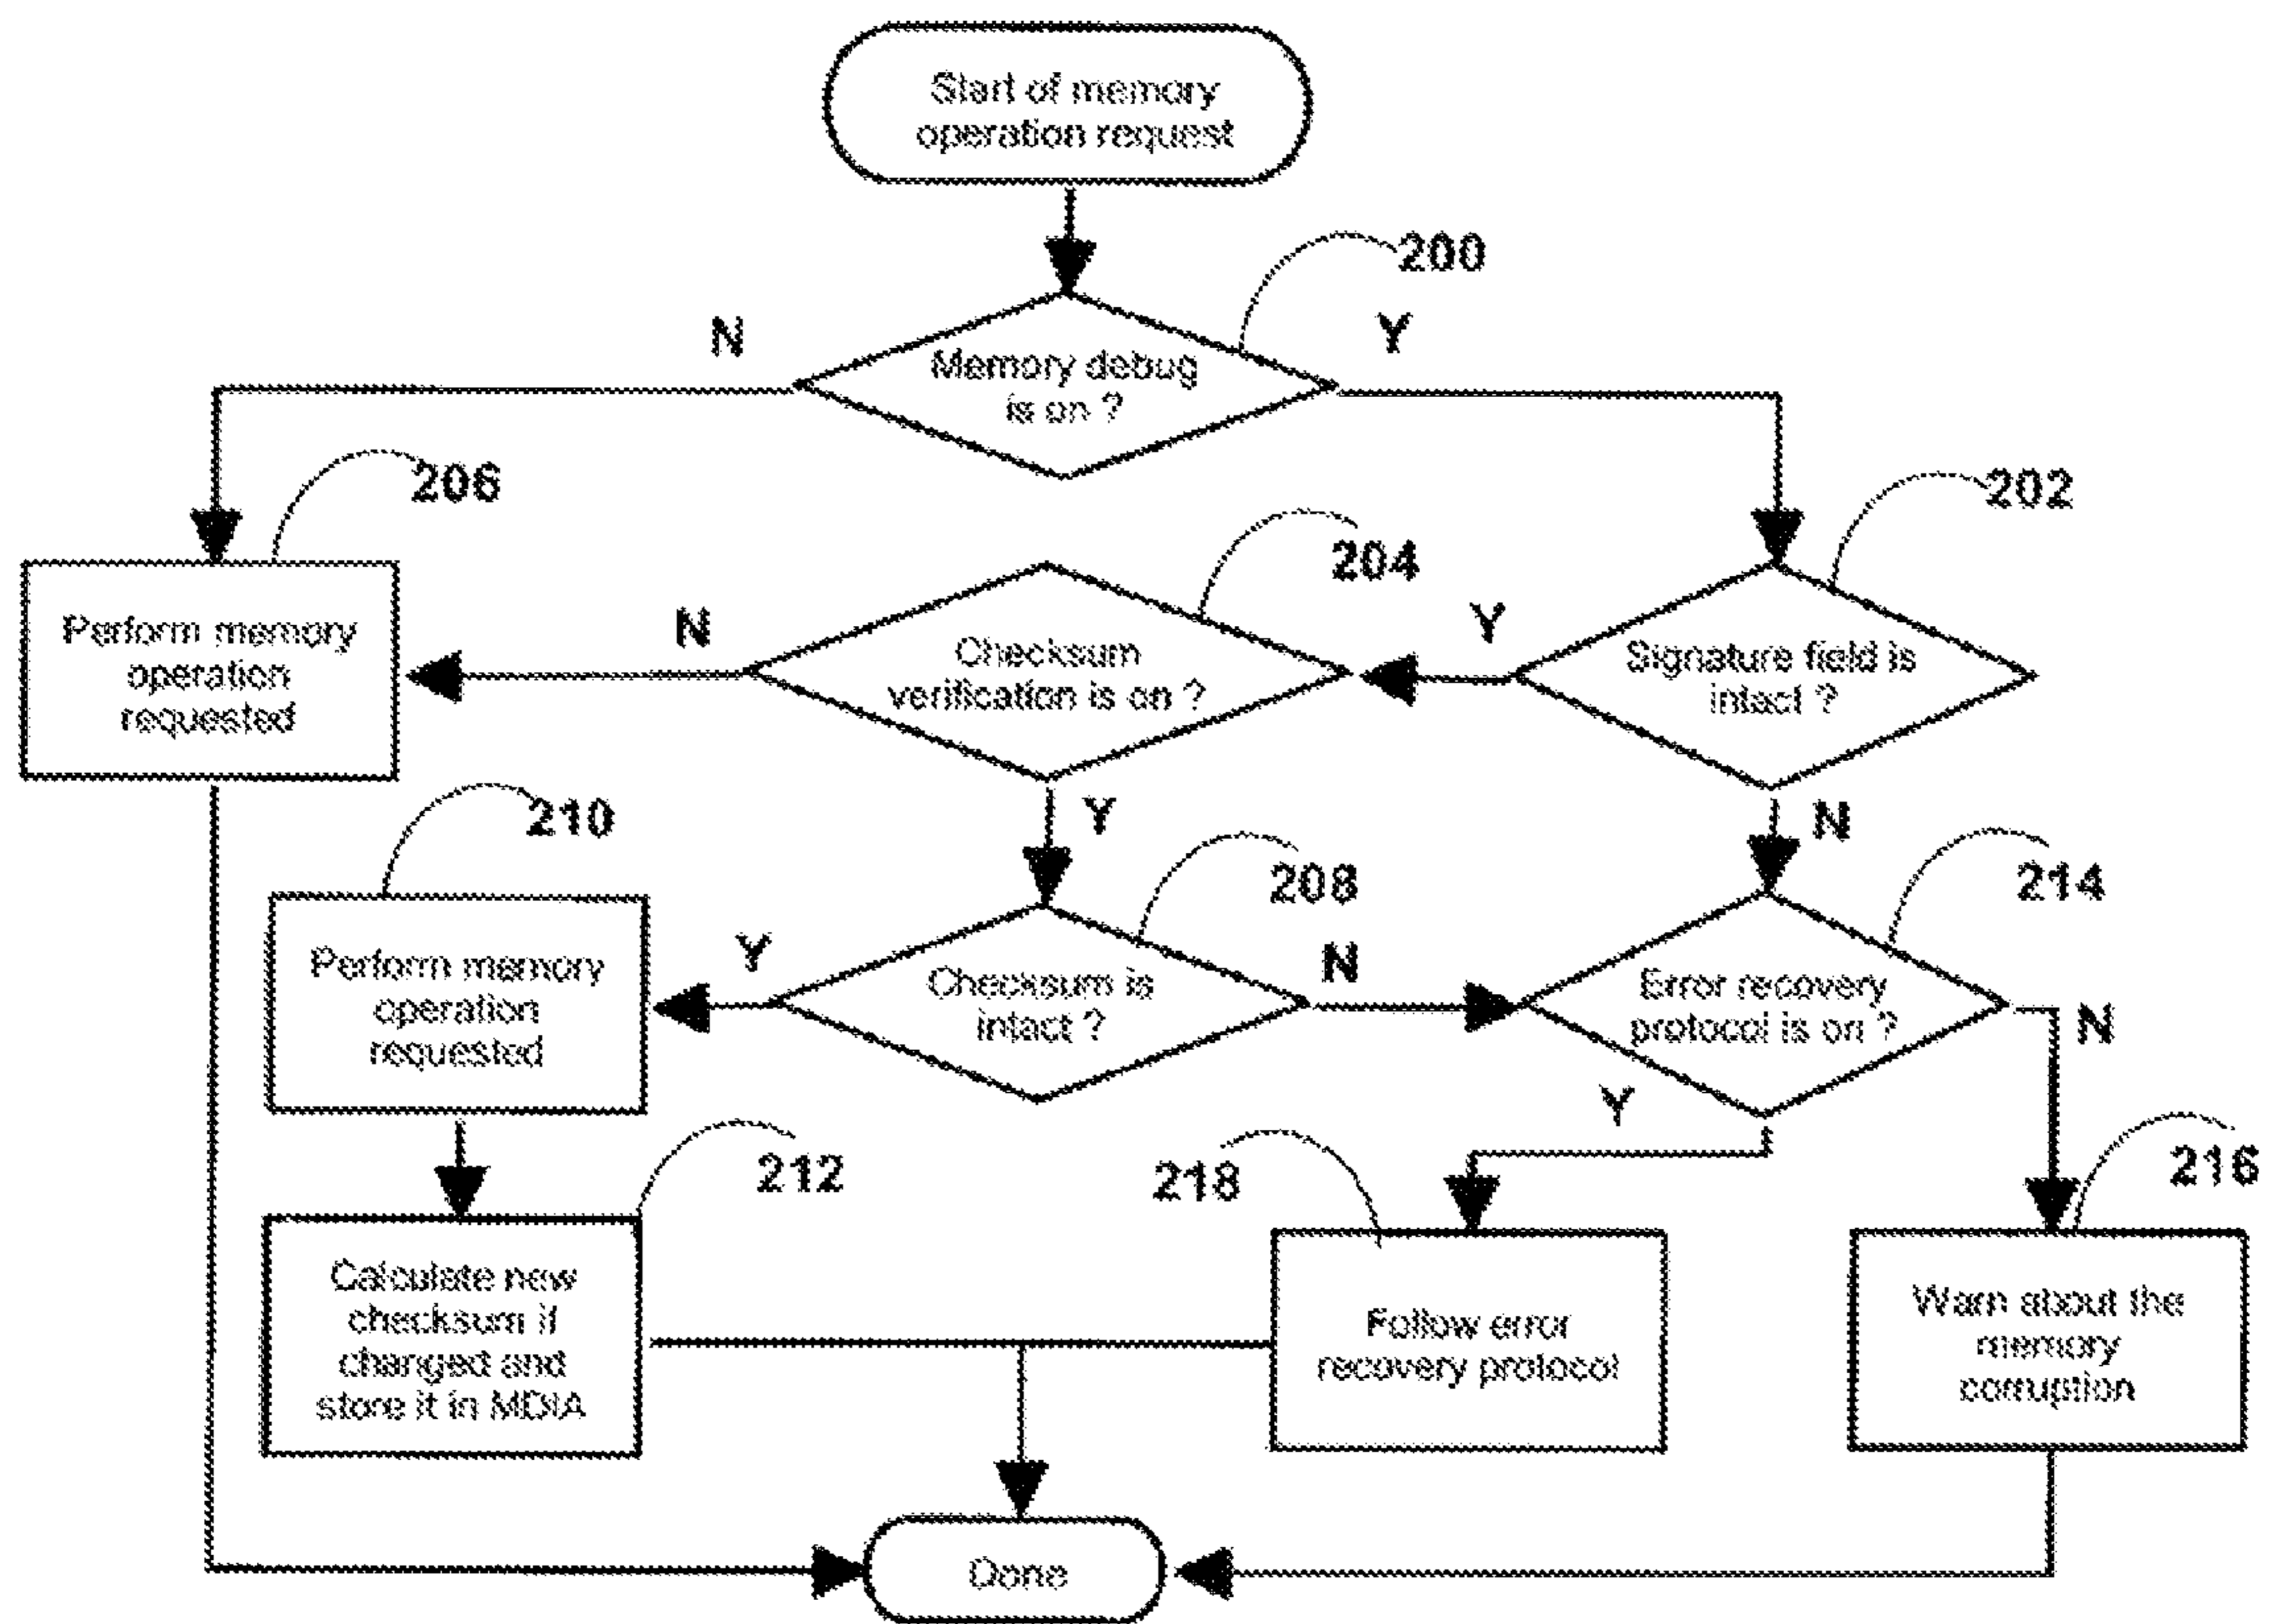 Start of memory
operation request
200
N
Y
Memory debug
is on ?
206
202
204
Perform memory
operation
requested
N
Checksum
verification is on ?
Y
Signature field is
intact ?
210
Y
N
208
214
Perform memory
operation
requested
Y
Checksum is
intact ?
N
Error recovery
protocol is on ?
N
Y
212
218
216
Calculate new
checksum if
changed and
store it in MDIA
Follow error
recovery protocol
Warn about the
memory
corruption
Done